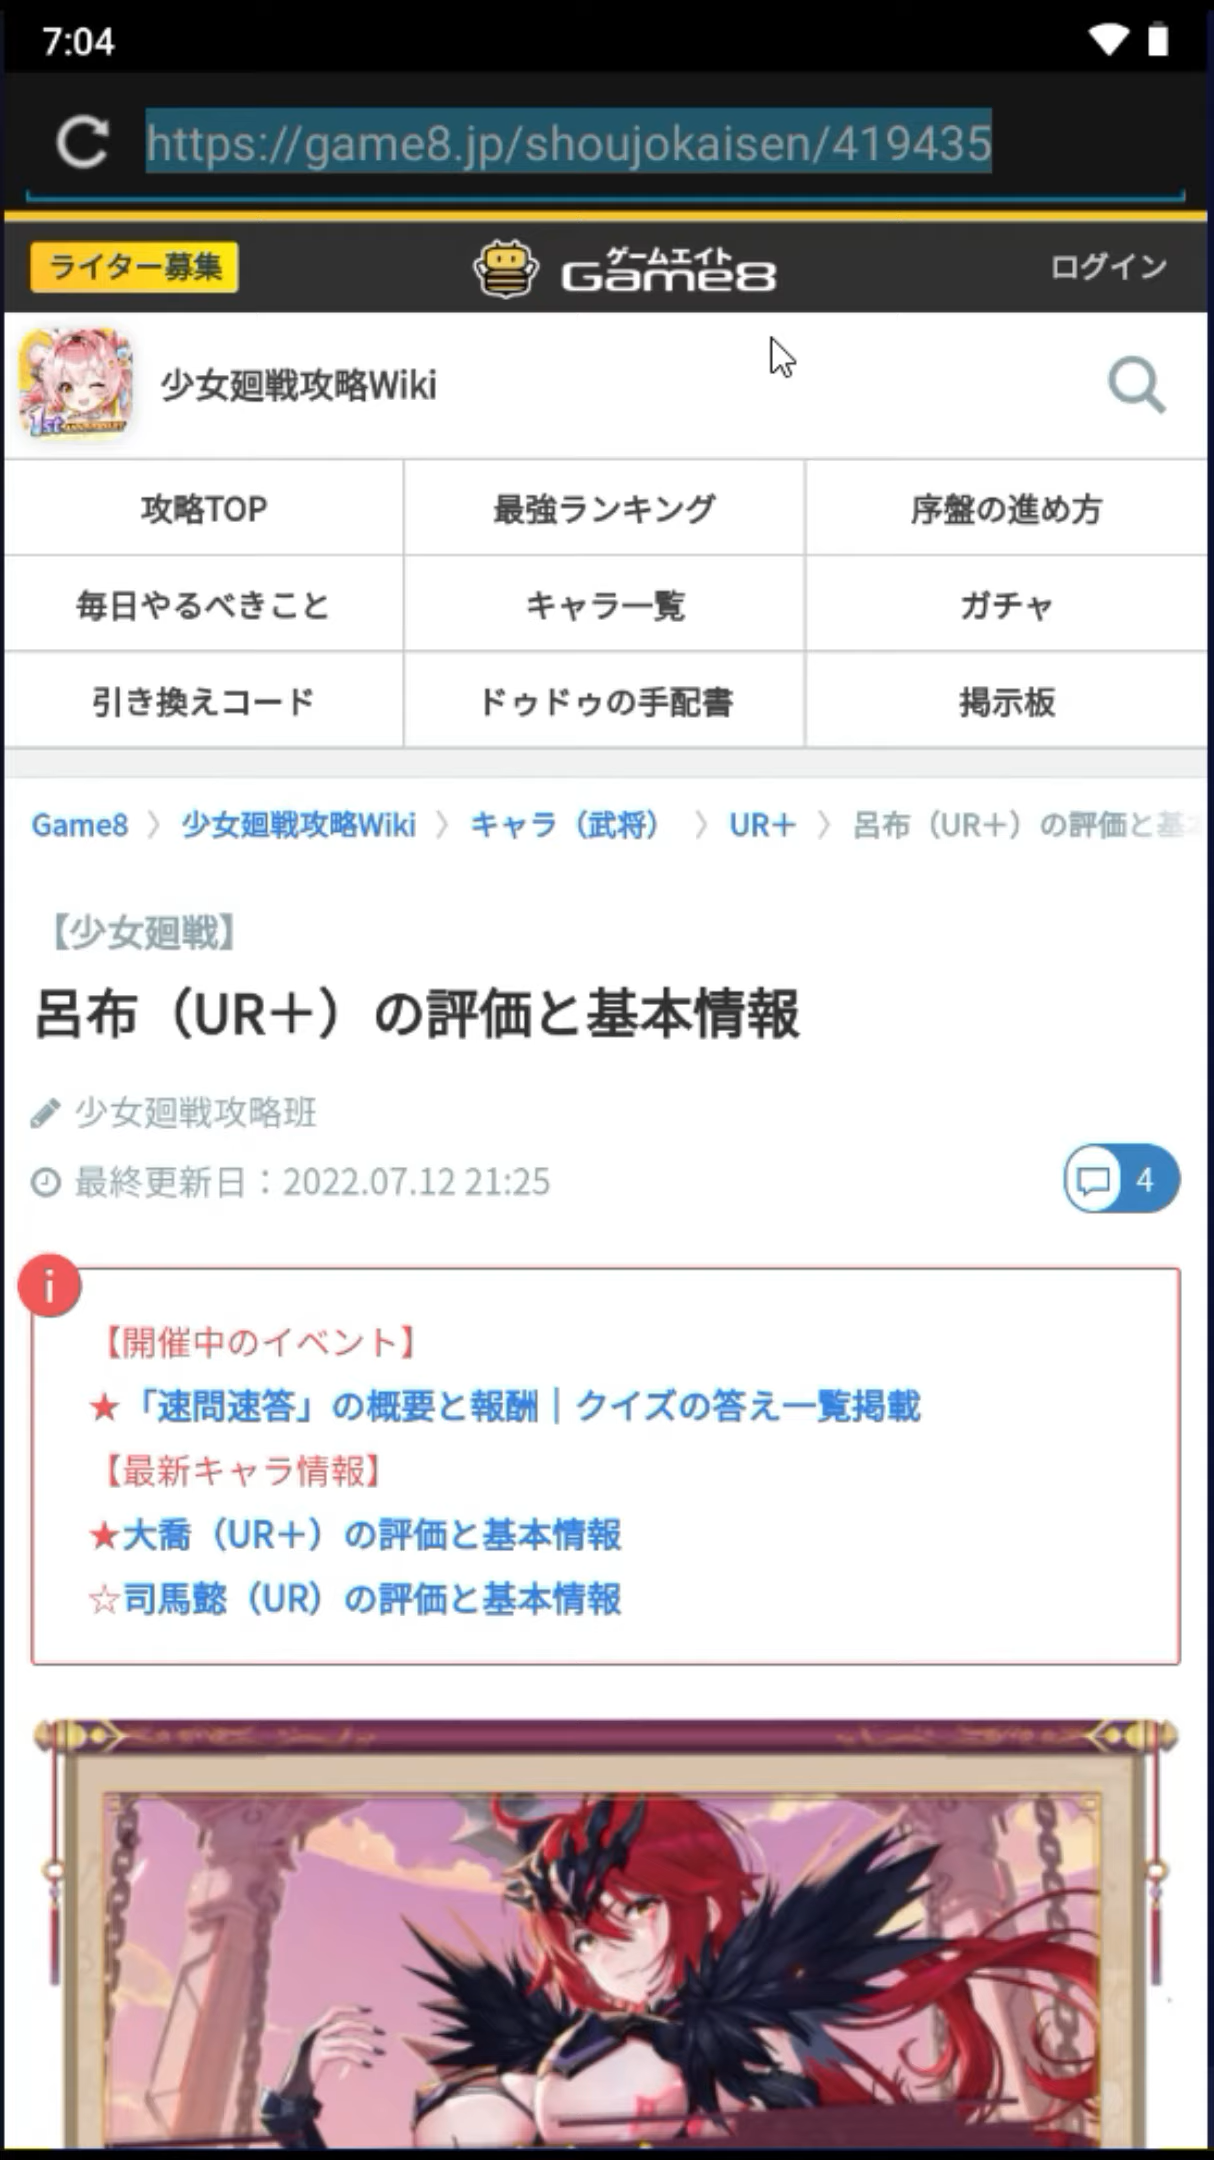 7:04
https://game8.jp/shoujokaisen/419435
ライター募集
ゲームエイト
Game8
ログイン
1st
少女廻戦攻略Wiki
攻略TOP
最強ランキング
序盤の進め方
毎日やるべきこと
キャラ一覧
ガチャ
引き換えコード
ドゥドゥの手配書
掲示板
Game8 〉 少女廻戦攻略Wiki 〉 キャラ（武将） 〉 UR＋ 〉 呂布（UR＋）の評価と基
【少女廻戦】
呂布（UR＋）の評価と基本情報
少女廻戦攻略班
最終更新日：2022.07.12 21:25
4
i
【開催中のイベント】
★「速問速答」の概要と報酬｜クイズの答え一覧掲載
【最新キャラ情報】
★大喬（UR＋）の評価と基本情報
☆司馬懿（UR）の評価と基本情報